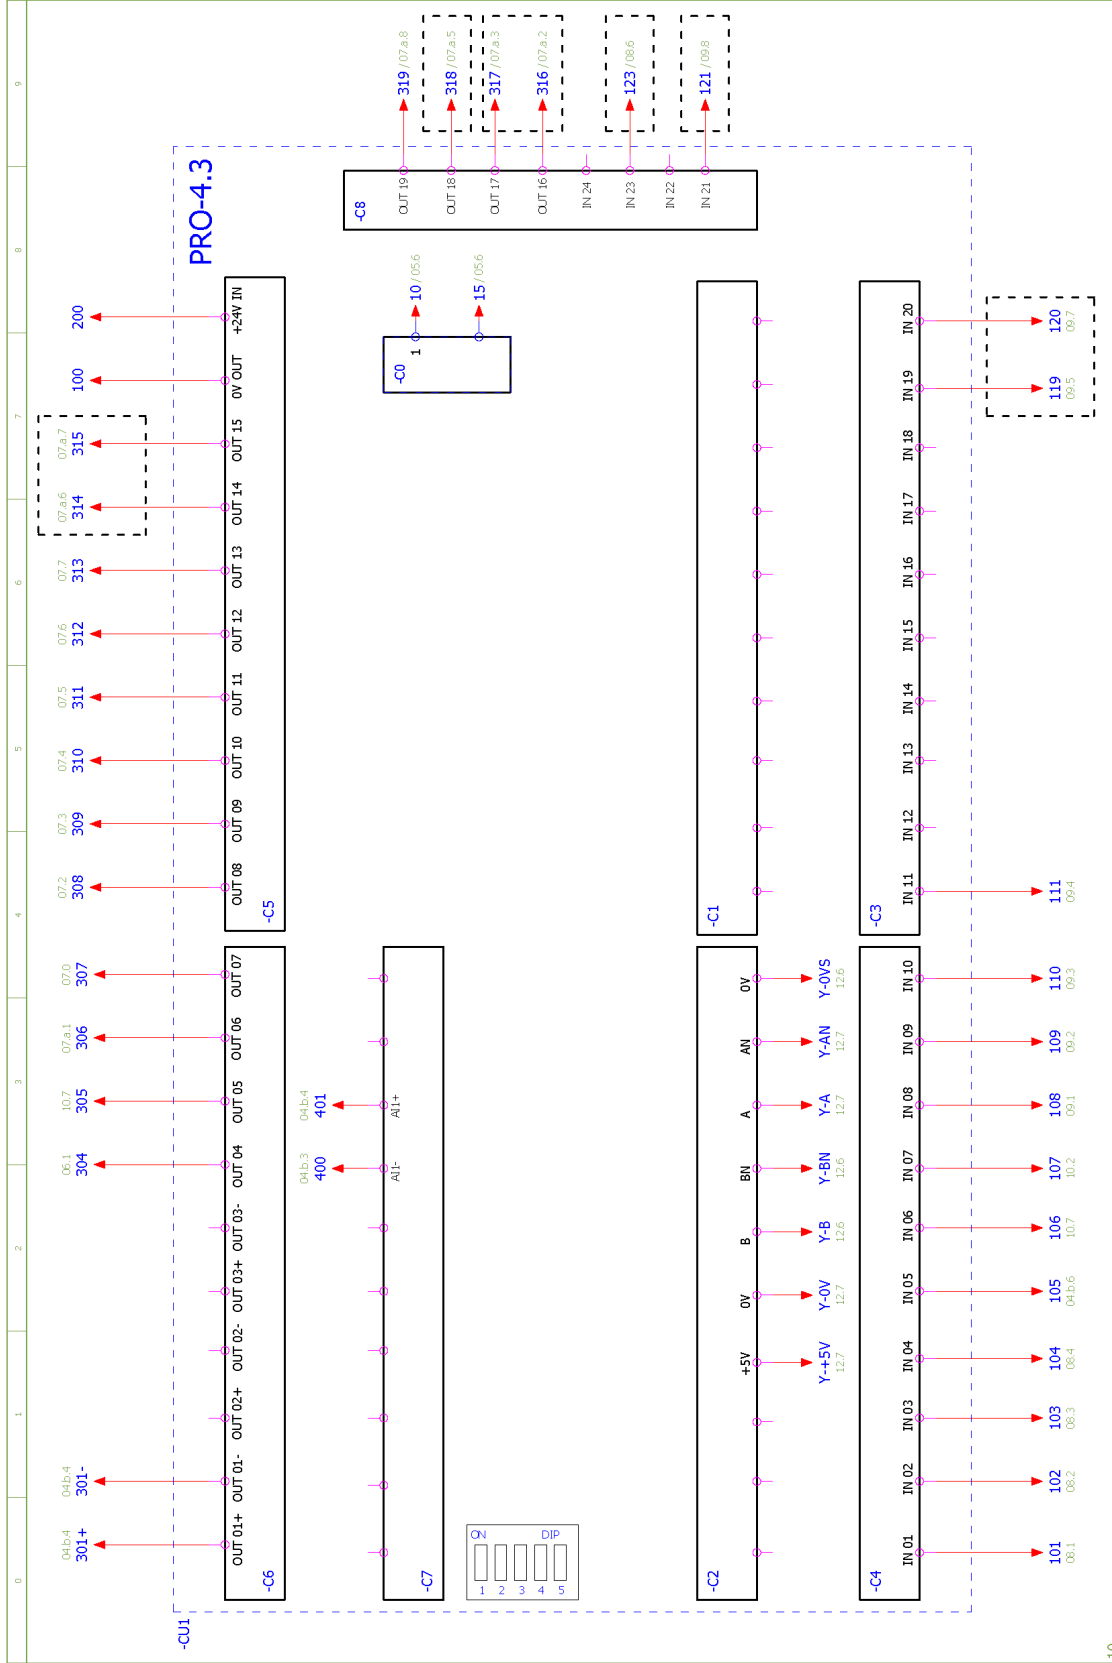 0 1 2 3 4 5 6 7 8 9
-CU1
PRO-4.3
04.b.4 04.b.4 06.1 10.7 07.a.1 07.0 07.2 07.3 07.4 07.5 07.6 07.7 07.a.6 07.a.7
301+ 301- 304 305 306 307 308 309 310 311 312 313 314 315 100 200
OUT 01+ OUT 01- OUT 02+ OUT 02- OUT 03+ OUT 03- OUT 04 OUT 05 OUT 06 OUT 07
-C6
OUT 08 OUT 09 OUT 10 OUT 11 OUT 12 OUT 13 OUT 14 OUT 15 0V OUT +24V IN
-C5
04.b.3 04.b.4
400 401
AI1- AI1+
-C7
-C0
1
10 / 05.6
15 / 05.6
-C8
OUT 19 319 / 07.a.8
OUT 18 318 / 07.a.5
OUT 17 317 / 07.a.3
OUT 16 316 / 07.a.2
IN 24
IN 23 123 / 08.6
IN 22
IN 21 121 / 09.8
ON DIP
1 2 3 4 5
-C2
+5V 0V B BN A AN 0V
Y-+5V Y-0V Y-B Y-BN Y-A Y-AN Y-0VS
12.7 12.7 12.6 12.6 12.7 12.7 12.6
-C1
-C4
IN 01 IN 02 IN 03 IN 04 IN 05 IN 06 IN 07 IN 08 IN 09 IN 10
-C3
IN 11 IN 12 IN 13 IN 14 IN 15 IN 16 IN 17 IN 18 IN 19 IN 20
101 102 103 104 105 106 107 108 109 110 111 119 120
08.1 08.2 08.3 08.4 04.b.6 10.7 10.2 09.1 09.2 09.3 09.4 09.5 09.7